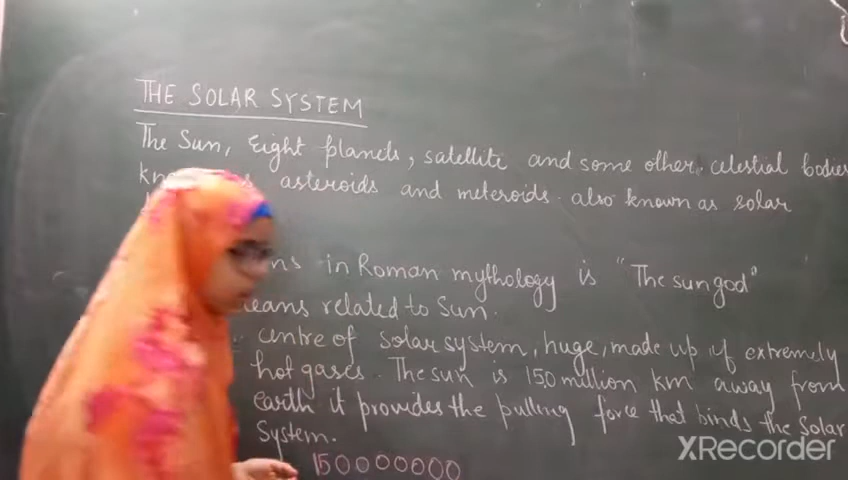 THE SOLAR SYSTEM
The Sun, Eight planets, satellite and some other celestial bodies
asteroids and meteroids. also known as solar
in Roman mythology is "The sun god"
related to Sun.
centre of solar system, huge, made up of extremely
hot gases. The sun is 150 million km away from
earth it provides the pulling force that binds the Solar
System.
150000000
XRecorder